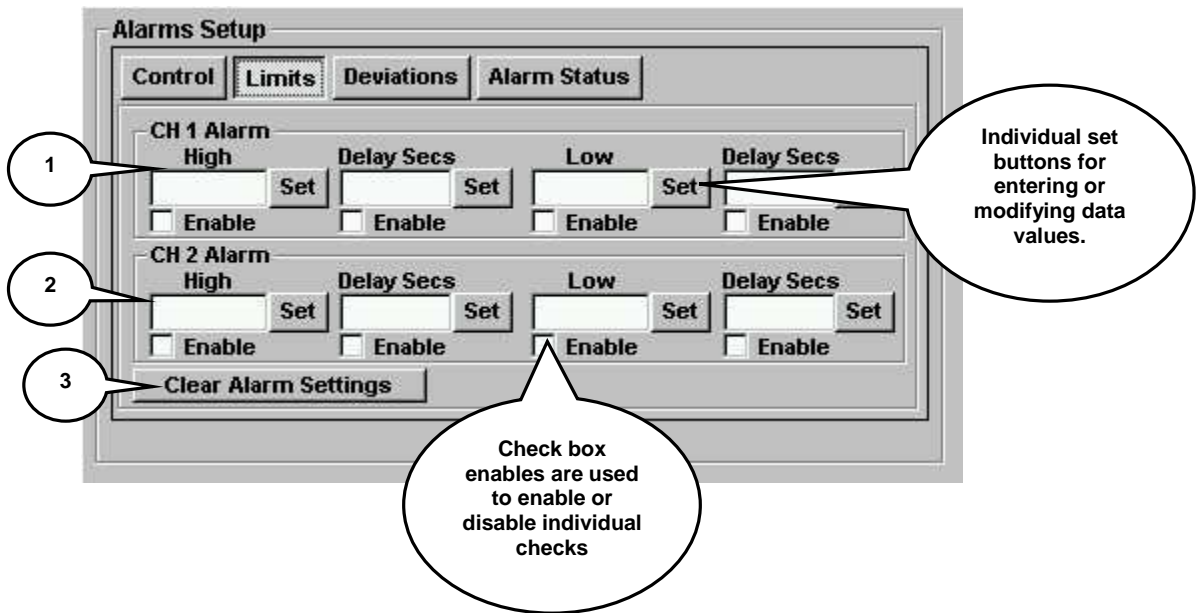 Alarms Setup
Control Limits Deviations Alarm Status
CH 1 Alarm
High Delay Secs Low Delay Secs
Set Set Set
Enable Enable Enable Enable
CH 2 Alarm
High Delay Secs Low Delay Secs
Set Set Set Set
Enable Enable Enable Enable
Clear Alarm Settings
1
2
3
Individual set
buttons for
entering or
modifying data
values.
Check box
enables are used
to enable or
disable individual
checks